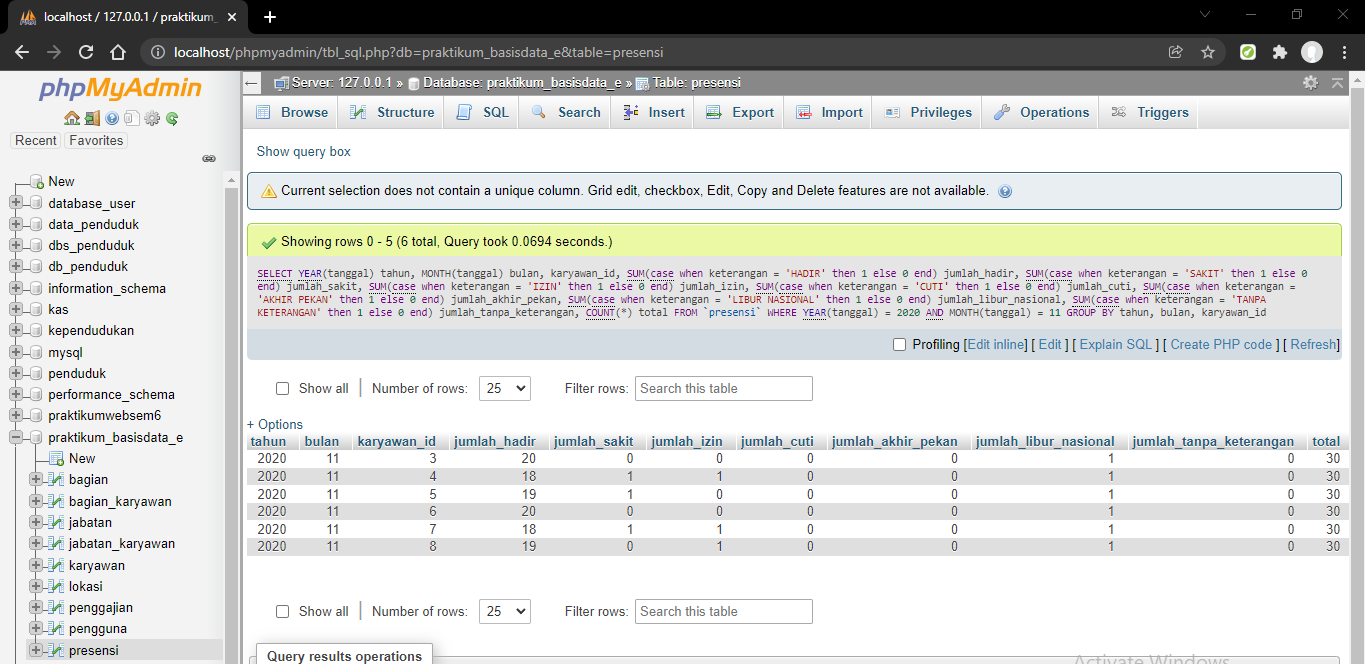 localhost / 127.0.0.1 / praktikum_
localhost/phpmyadmin/tbl_sql.php?db=praktikum_basisdata_e&table=presensi
phpMyAdmin
Recent Favorites
New
database_user
data_penduduk
dbs_penduduk
db_penduduk
information_schema
kas
kependudukan
mysql
penduduk
performance_schema
praktikumwebsem6
praktikum_basisdata_e
New
bagian
bagian_karyawan
jabatan
jabatan_karyawan
karyawan
lokasi
penggajian
pengguna
presensi
Server: 127.0.0.1 » Database: praktikum_basisdata_e » Table: presensi
Browse Structure SQL Search Insert Export Import Privileges Operations Triggers
Show query box
Current selection does not contain a unique column. Grid edit, checkbox, Edit, Copy and Delete features are not available.
Showing rows 0 - 5 (6 total, Query took 0.0694 seconds.)
SELECT YEAR(tanggal) tahun, MONTH(tanggal) bulan, karyawan_id, SUM(case when keterangan = 'HADIR' then 1 else 0 end) jumlah_hadir, SUM(case when keterangan = 'SAKIT' then 1 else 0
end) jumlah_sakit, SUM(case when keterangan = 'IZIN' then 1 else 0 end) jumlah_izin, SUM(case when keterangan = 'CUTI' then 1 else 0 end) jumlah_cuti, SUM(case when keterangan =
'AKHIR PEKAN' then 1 else 0 end) jumlah_akhir_pekan, SUM(case when keterangan = 'LIBUR NASIONAL' then 1 else 0 end) jumlah_libur_nasional, SUM(case when keterangan = 'TANPA
KETERANGAN' then 1 else 0 end) jumlah_tanpa_keterangan, COUNT(*) total FROM `presensi` WHERE YEAR(tanggal) = 2020 AND MONTH(tanggal) = 11 GROUP BY tahun, bulan, karyawan_id
Profiling [Edit inline] [ Edit ] [ Explain SQL ] [ Create PHP code ] [ Refresh]
Show all Number of rows: 25 Filter rows: Search this table
+ Options
tahun bulan karyawan_id jumlah_hadir jumlah_sakit jumlah_izin jumlah_cuti jumlah_akhir_pekan jumlah_libur_nasional jumlah_tanpa_keterangan total
2020 11 3 20 0 0 0 0 1 0 30
2020 11 4 18 1 1 0 0 1 0 30
2020 11 5 19 1 0 0 0 1 0 30
2020 11 6 20 0 0 0 0 1 0 30
2020 11 7 18 1 1 0 0 1 0 30
2020 11 8 19 0 1 0 0 1 0 30
Show all Number of rows: 25 Filter rows: Search this table
Query results operations
Activate Windows